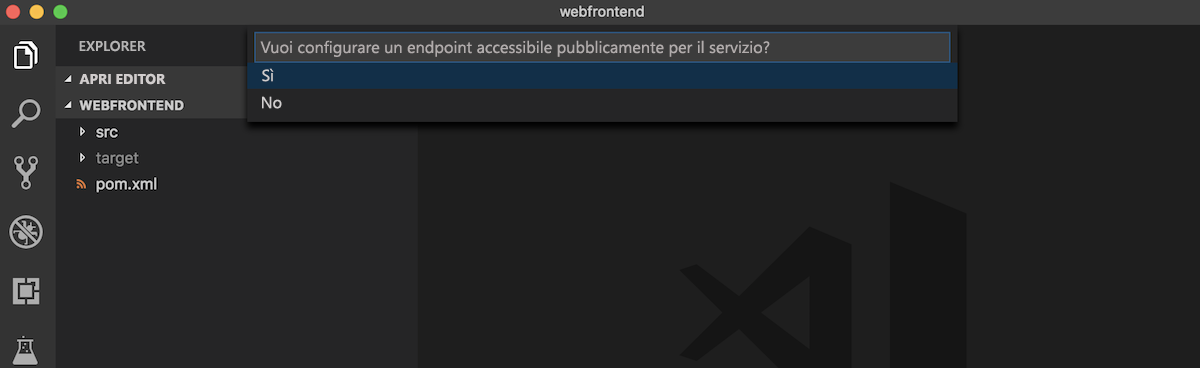 webfrontend
EXPLORER
APRI EDITOR
WEBFRONTEND
src
target
pom.xml
Vuoi configurare un endpoint accessibile pubblicamente per il servizio?
Sì
No